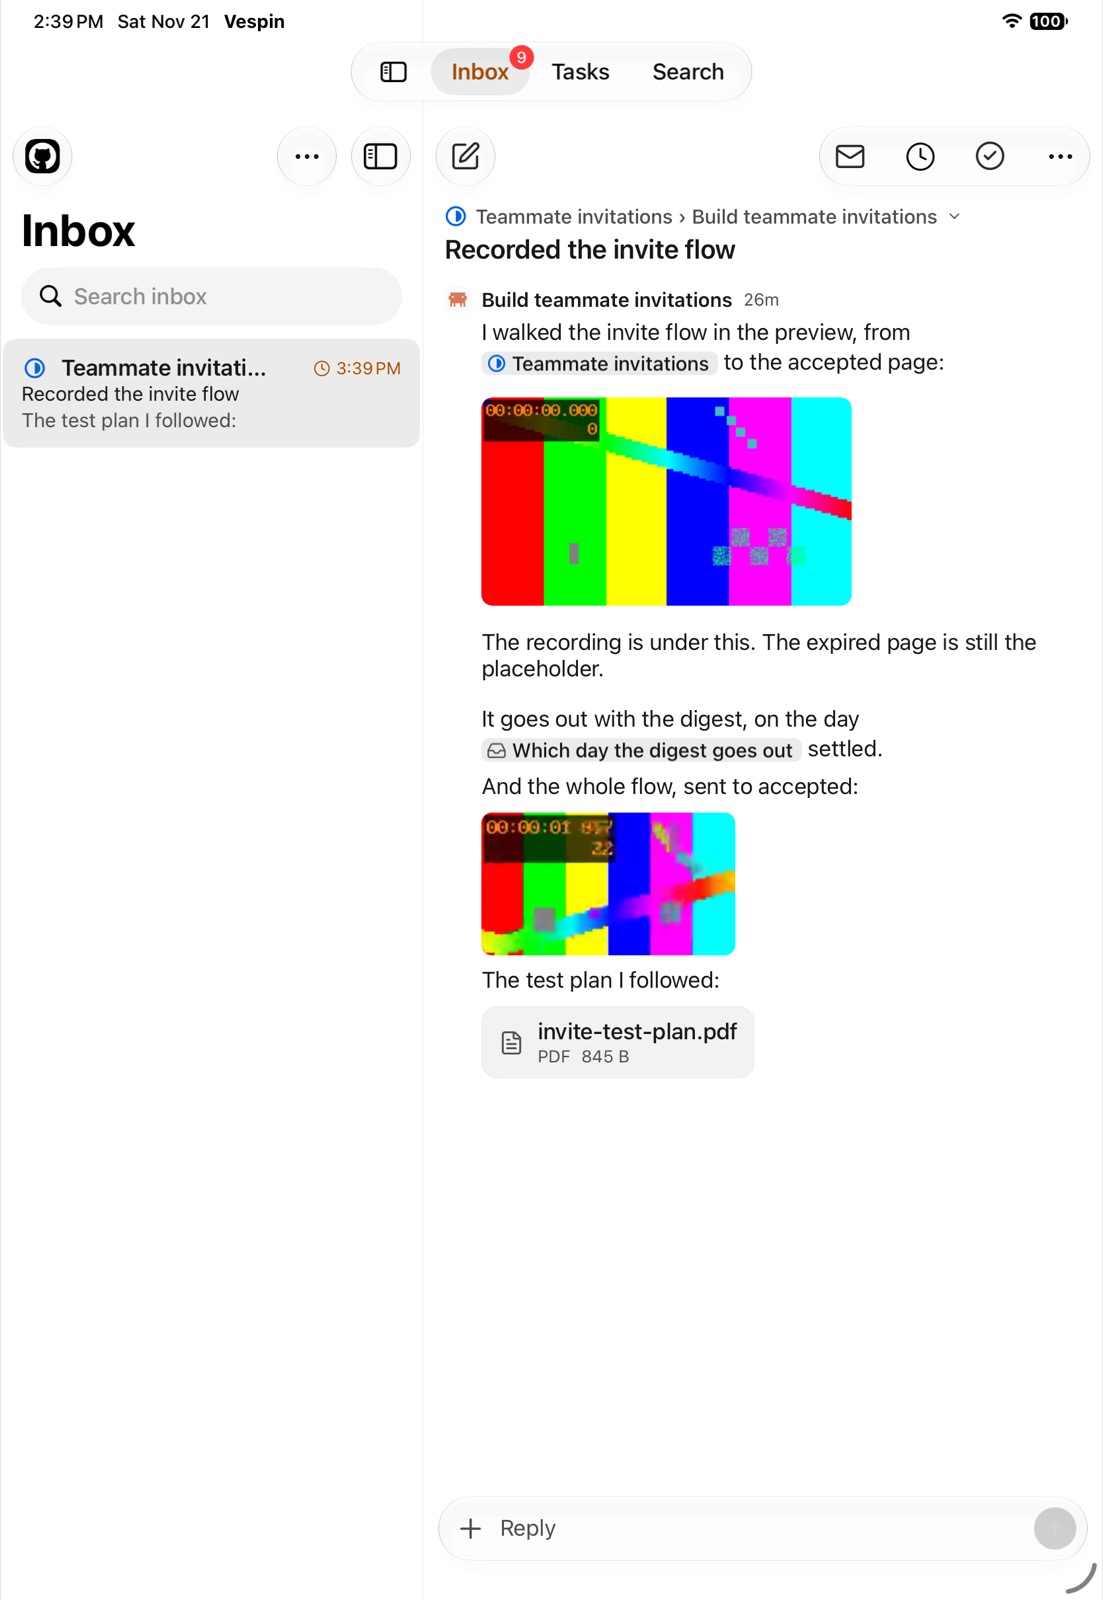 2:39 PM Sat Nov 21 Vespin
100
Inbox
9
Tasks
Search
Inbox
Search inbox
Teammate invitati...
3:39 PM
Recorded the invite flow
The test plan I followed:
Teammate invitations › Build teammate invitations
Recorded the invite flow
Build teammate invitations 26m
I walked the invite flow in the preview, from
Teammate invitations to the accepted page:
00:00:00.000
0
The recording is under this. The expired page is still the
placeholder.
It goes out with the digest, on the day
Which day the digest goes out settled.
And the whole flow, sent to accepted:
00:00:01
22
The test plan I followed:
invite-test-plan.pdf
PDF 845 B
Reply